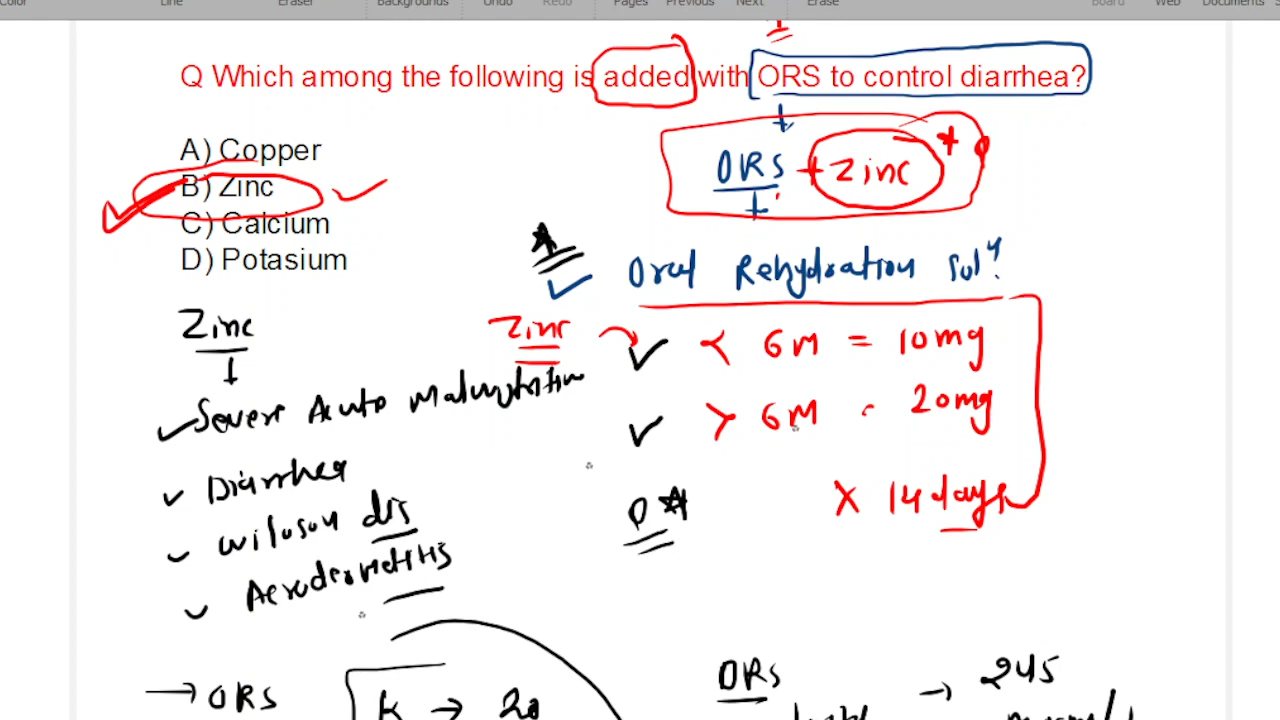 Color Line Eraser Backgrounds Undo Redo Pages Previous Next Erase Board Web Documents
Q Which among the following is added with ORS to control diarrhea?
A) Copper
B) Zinc
C) Calcium
D) Potasium
ORS + Zinc
Oral Rehydration Solⁿ.
Zinc
Severe Acute Malnutrition
Diarrhea
wiloson dis
Zinc
< 6M = 10mg
> 6M = 20mg
X 14 days
→ ORS
K → 20
ORS
→ 245